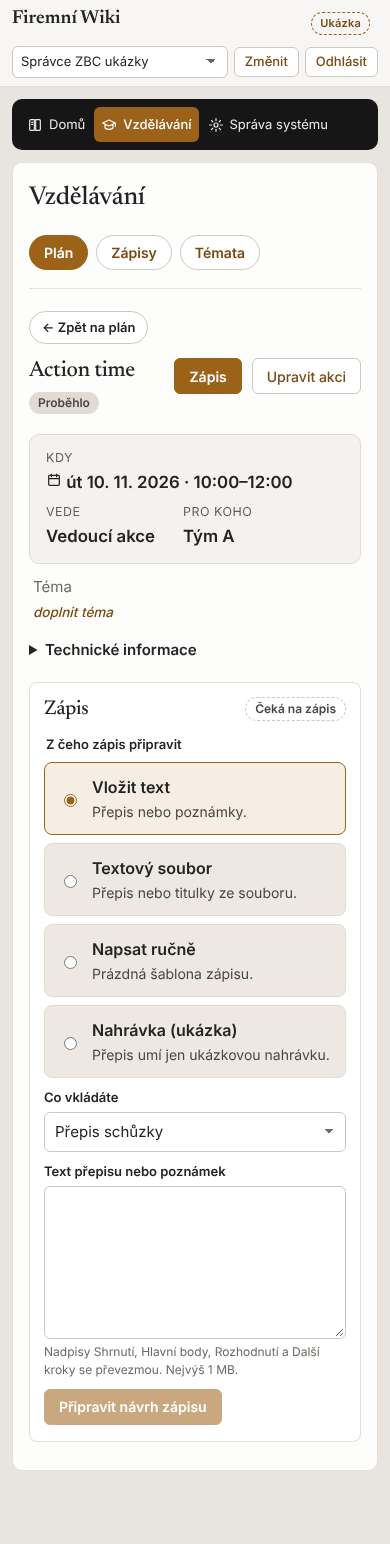 Firemní Wiki
Ukázka
Správce ZBC ukázky
Změnit
Odhlásit
Domů
Vzdělávání
Správa systému
Vzdělávání
Plán
Zápisy
Témata
← Zpět na plán
Action time
Proběhlo
Zápis
Upravit akci
KDY
út 10. 11. 2026 · 10:00–12:00
VEDE
PRO KOHO
Vedoucí akce
Tým A
Téma
doplnit téma
Technické informace
Zápis
Čeká na zápis
Z čeho zápis připravit
Vložit text
Přepis nebo poznámky.
Textový soubor
Přepis nebo titulky ze souboru.
Napsat ručně
Prázdná šablona zápisu.
Nahrávka (ukázka)
Přepis umí jen ukázkovou nahrávku.
Co vkládáte
Přepis schůzky
Text přepisu nebo poznámek
Nadpisy Shrnutí, Hlavní body, Rozhodnutí a Další
kroky se převezmou. Nejvýš 1 MB.
Připravit návrh zápisu